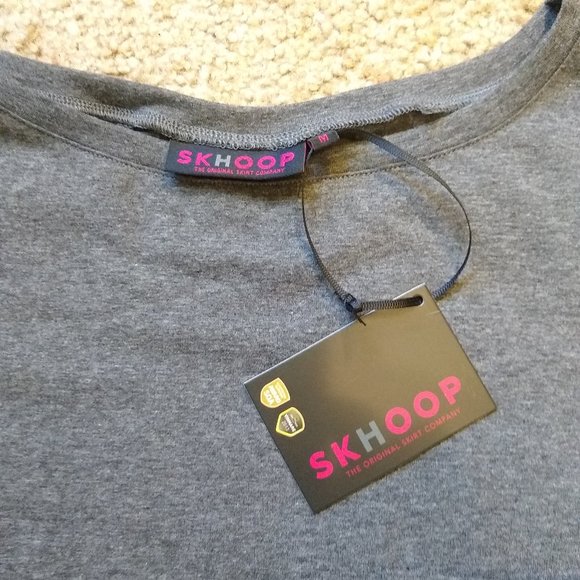 SKHOOP
THE ORIGINAL SKIRT COMPANY
M
SKHOOP
THE ORIGINAL SKIRT COMPANY